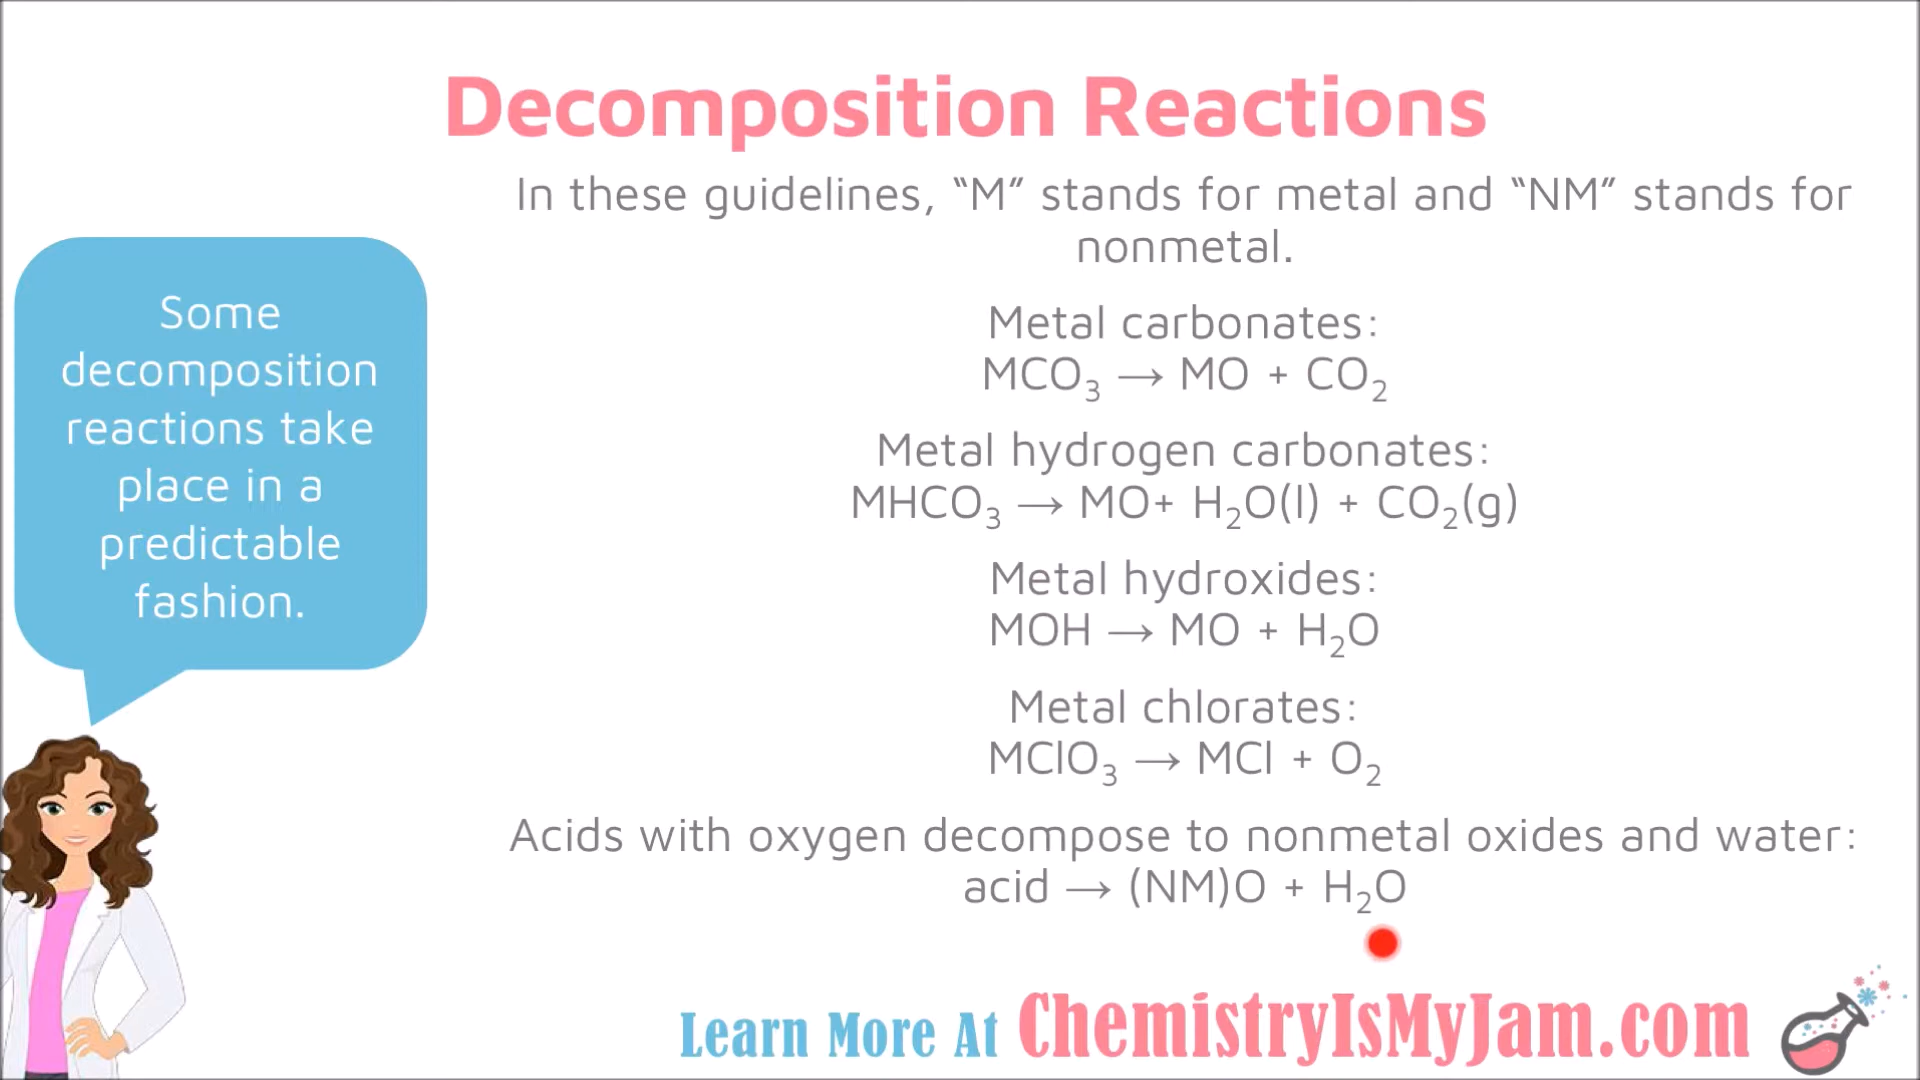 Decomposition Reactions
In these guidelines, “M” stands for metal and “NM” stands for
nonmetal.
Some
decomposition
reactions take
place in a
predictable
fashion.
Metal carbonates:
MCO₃ → MO + CO₂
Metal hydrogen carbonates:
MHCO₃ → MO+ H₂O(l) + CO₂(g)
Metal hydroxides:
MOH → MO + H₂O
Metal chlorates:
MClO₃ → MCl + O₂
Acids with oxygen decompose to nonmetal oxides and water:
acid → (NM)O + H₂O
Learn More At ChemistryIsMyJam.com